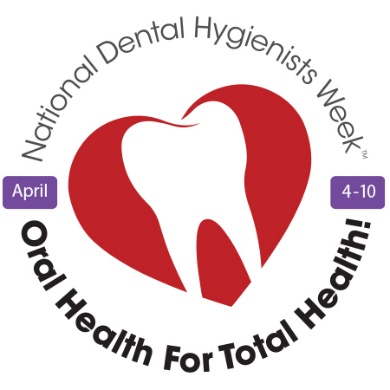 National Dental Hygienists Week™
April
4-10
Oral Health For Total Health!